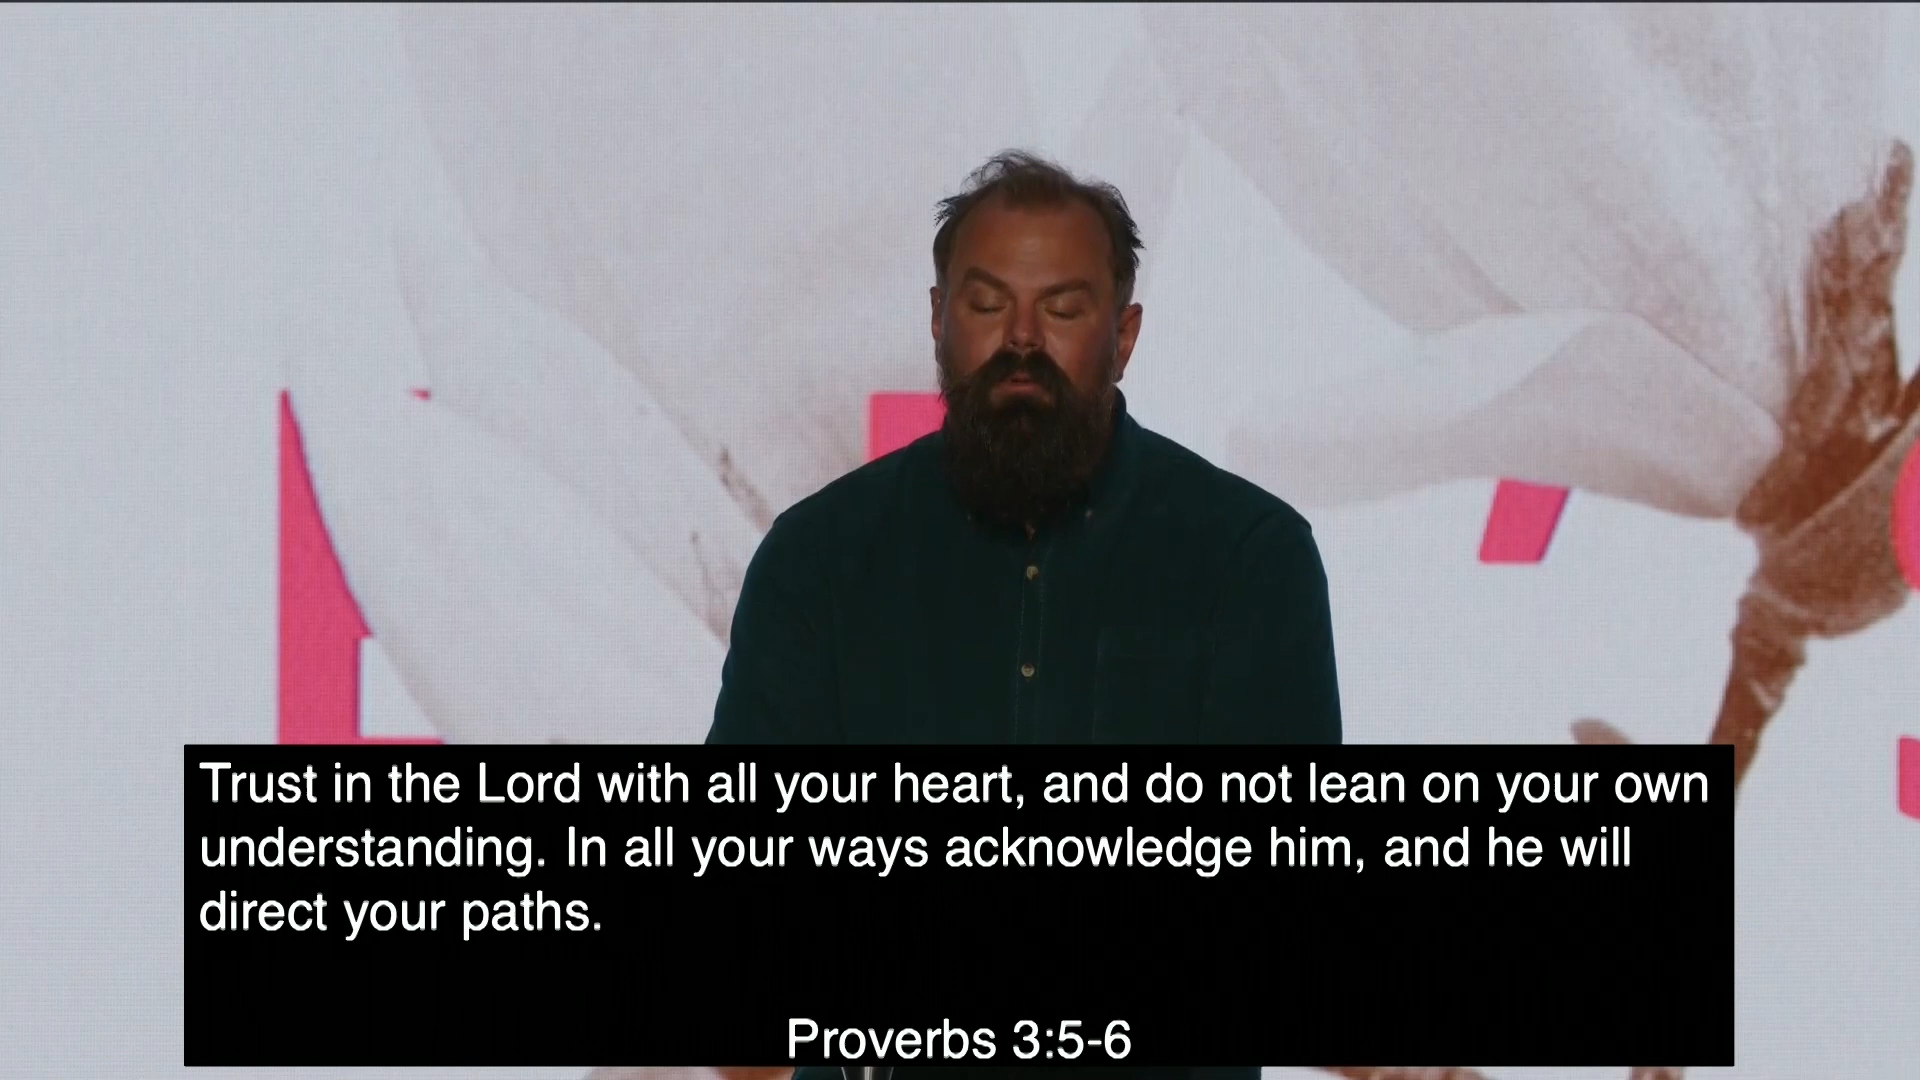 Trust in the Lord with all your heart, and do not lean on your own
understanding. In all your ways acknowledge him, and he will
direct your paths.
Proverbs 3:5-6